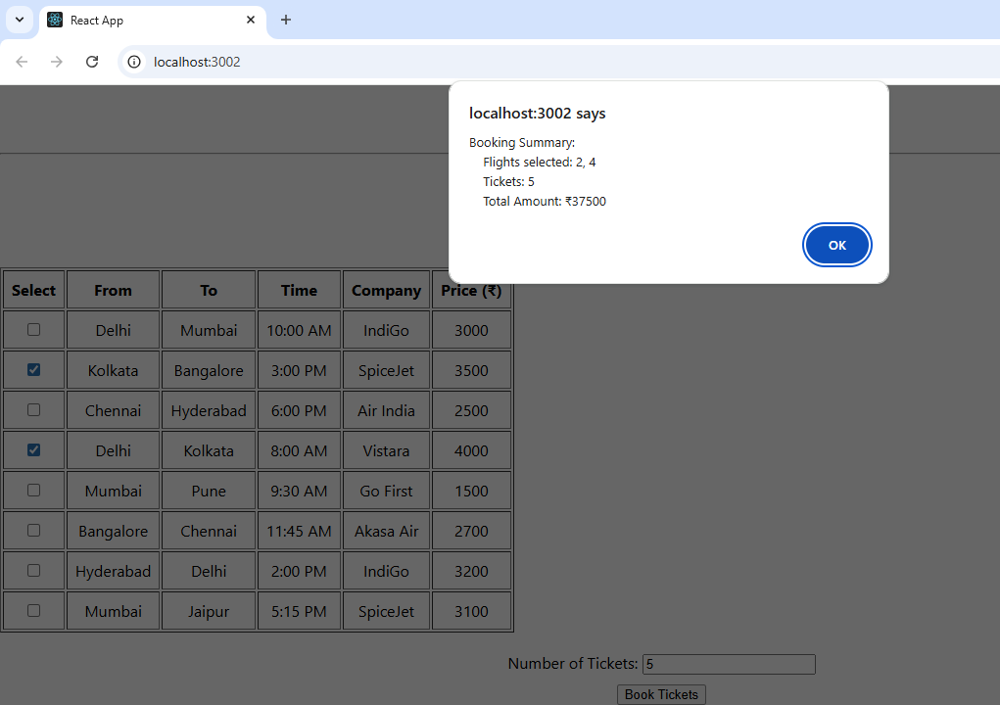 React App
localhost:3002
localhost:3002 says
Booking Summary:
Flights selected: 2, 4
Tickets: 5
Total Amount: ₹37500
OK
Select From To Time Company Price (₹)
Delhi Mumbai 10:00 AM IndiGo 3000
Kolkata Bangalore 3:00 PM SpiceJet 3500
Chennai Hyderabad 6:00 PM Air India 2500
Delhi Kolkata 8:00 AM Vistara 4000
Mumbai Pune 9:30 AM Go First 1500
Bangalore Chennai 11:45 AM Akasa Air 2700
Hyderabad Delhi 2:00 PM IndiGo 3200
Mumbai Jaipur 5:15 PM SpiceJet 3100
Number of Tickets: 5
Book Tickets